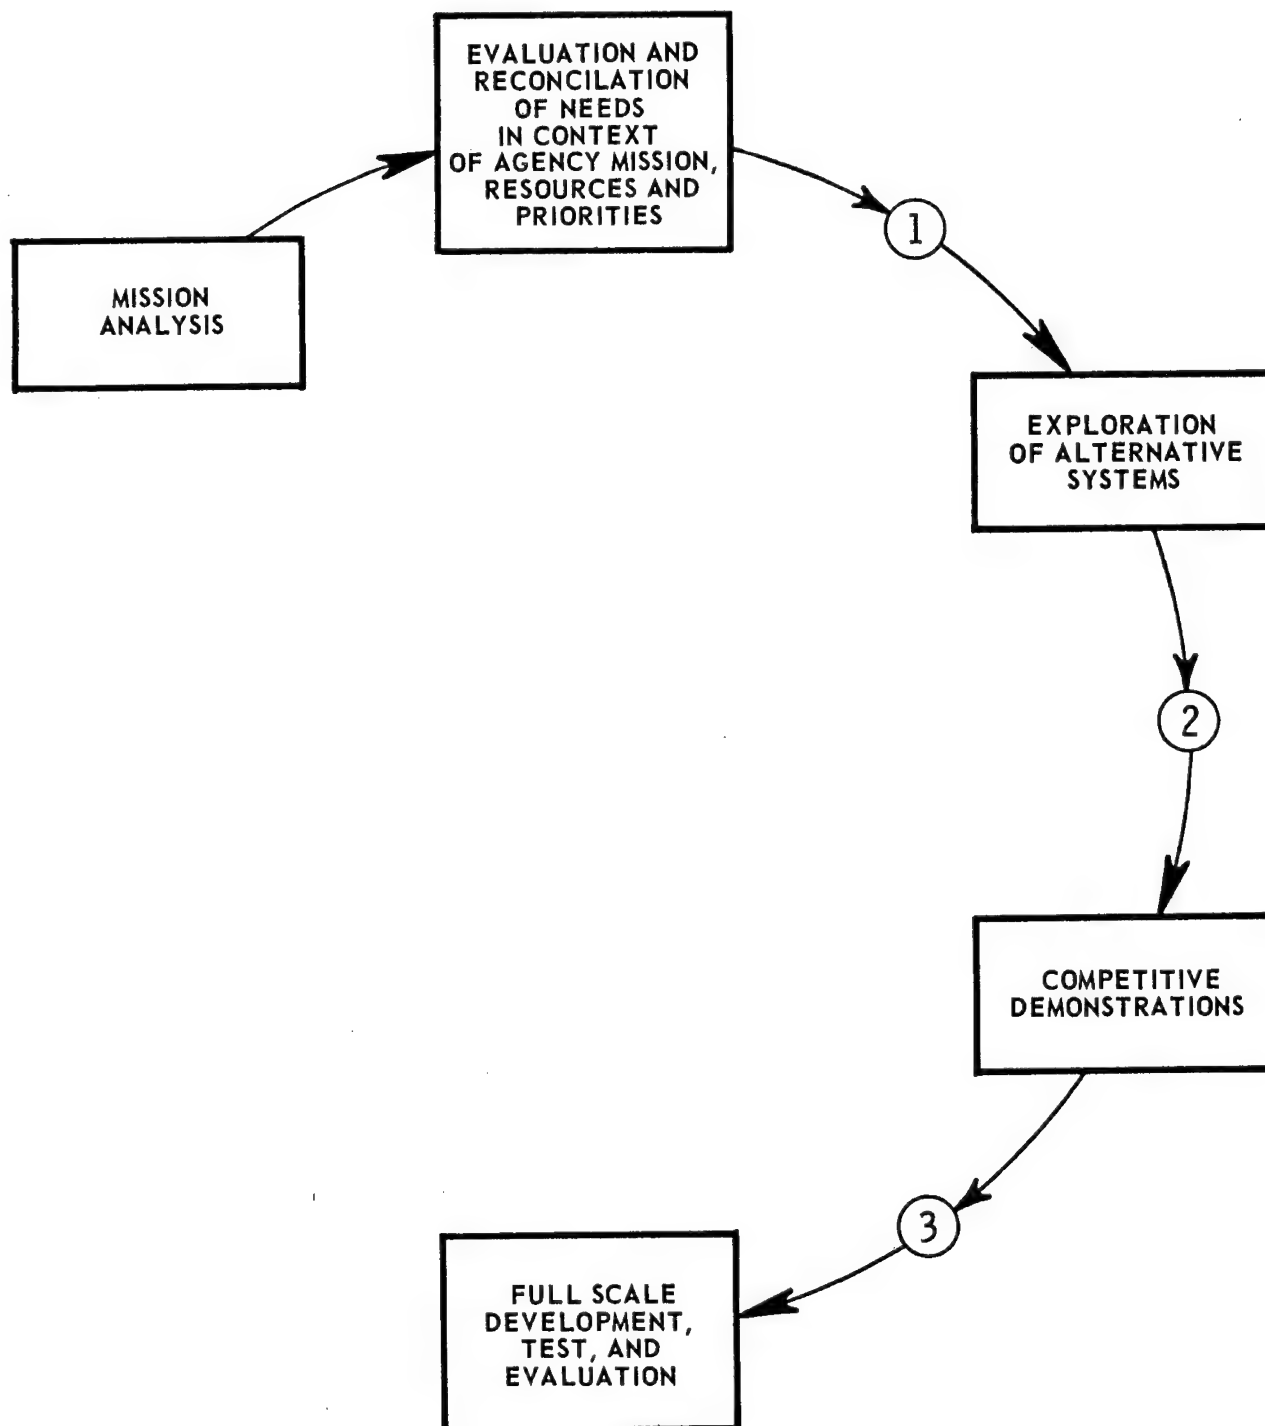 EVALUATION AND
RECONCILATION
OF NEEDS
IN CONTEXT
OF AGENCY MISSION,
RESOURCES AND
PRIORITIES
1
MISSION
ANALYSIS
EXPLORATION
OF ALTERNATIVE
SYSTEMS
2
COMPETITIVE
DEMONSTRATIONS
3
FULL SCALE
DEVELOPMENT,
TEST, AND
EVALUATION